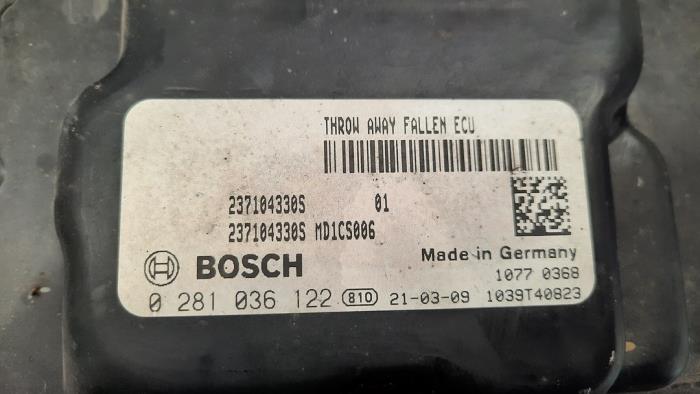 THROW AWAY FALLEN ECU
237104330S 01
237104330S MD1CS006
BOSCH Made in Germany
1077 0368
0 281 036 122 810 21-03-09 1039T40823